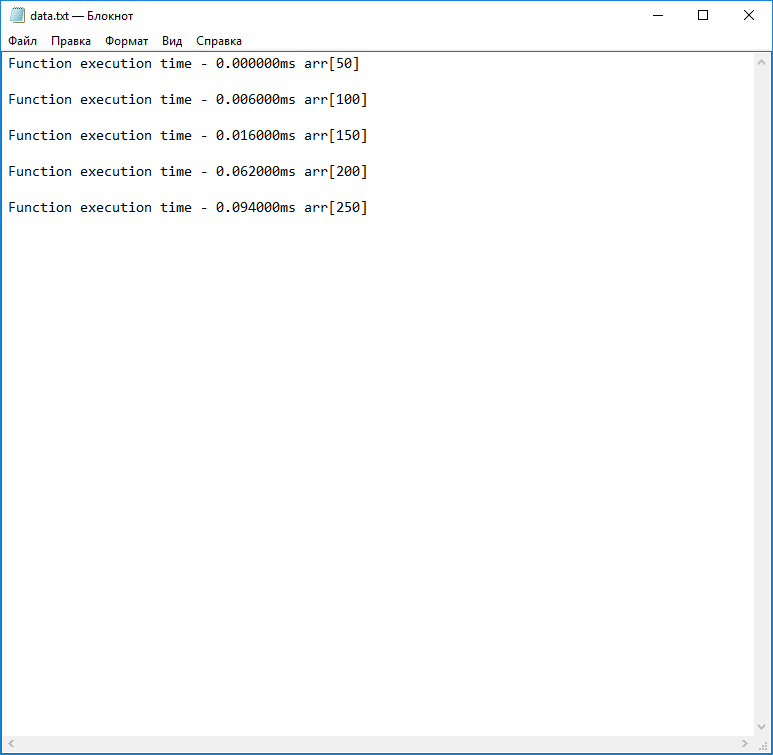 data.txt — Блокнот
Файл Правка Формат Вид Справка
Function execution time - 0.000000ms arr[50]
Function execution time - 0.006000ms arr[100]
Function execution time - 0.016000ms arr[150]
Function execution time - 0.062000ms arr[200]
Function execution time - 0.094000ms arr[250]